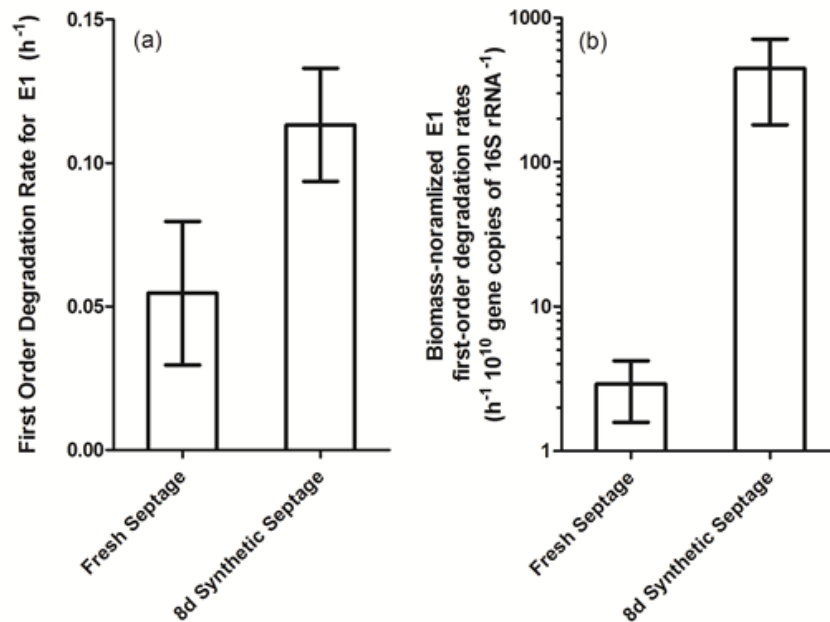 (a)
First Order Degradation Rate for E1 (h⁻¹)
0.15
0.10
0.05
0.00
Fresh Septage
8d Synthetic Septage
(b)
Biomass-noramlized E1
first-order degradation rates
(h⁻¹ 10¹⁰ gene copies of 16S rRNA⁻¹)
1000
100
10
1
Fresh Septage
8d Synthetic Septage